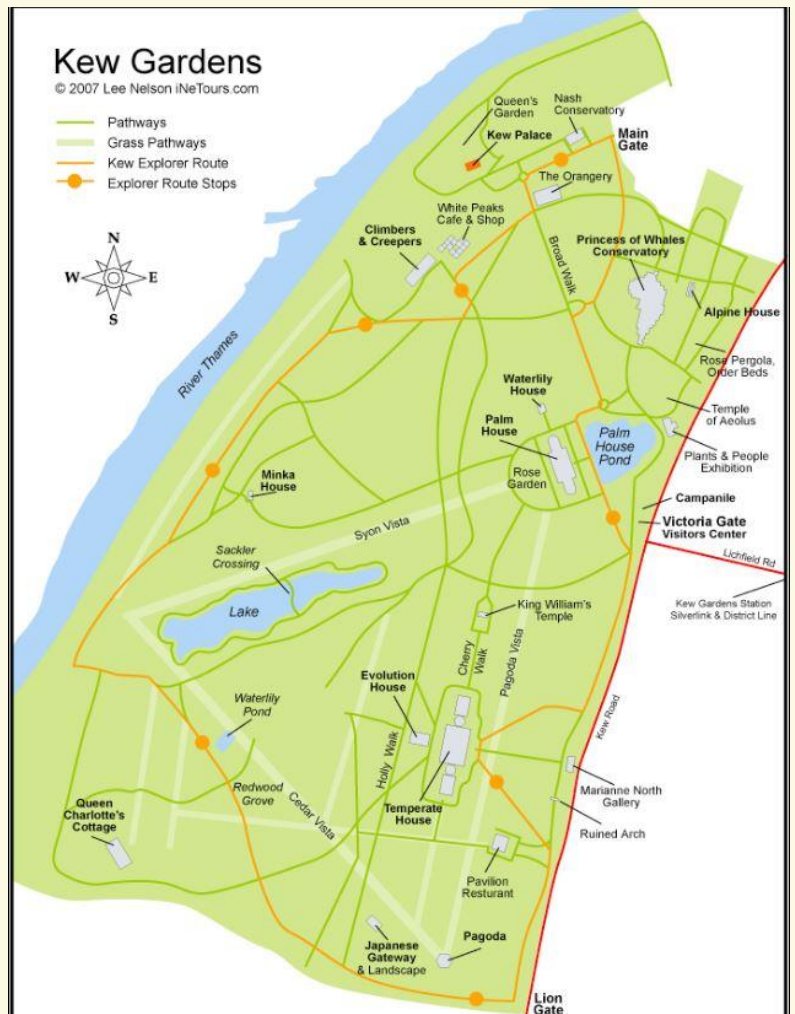 Kew Gardens
© 2007 Lee Nelson iNeTours.com
Pathways
Grass Pathways
Kew Explorer Route
Explorer Route Stops
N
W
E
S
Queen's
Garden
Nash
Conservatory
Kew Palace
Main
Gate
The Orangery
White Peaks
Cafe & Shop
Climbers
& Creepers
Broad Walk
Princess of Whales
Conservatory
Alpine House
River Thames
Rose Pergola,
Order Beds
Waterlily
House
Temple
of Aeolus
Palm
House
Palm
House
Pond
Plants & People
Exhibition
Rose
Garden
Minka
House
Campanile
Syon Vista
Victoria Gate
Visitors Center
Lichfield Rd
Sackler
Crossing
Kew Gardens Station
Silverlink & District Line
Lake
King William's
Temple
Cherry
Walk
Pagoda Vista
Evolution
House
Waterlily
Pond
Kew Road
Holly Walk
Redwood
Grove
Cedar Vista
Marianne North
Gallery
Queen
Charlotte's
Cottage
Temperate
House
Ruined Arch
Pavilion
Resturant
Japanese
Gateway
& Landscape
Pagoda
Lion
Gate